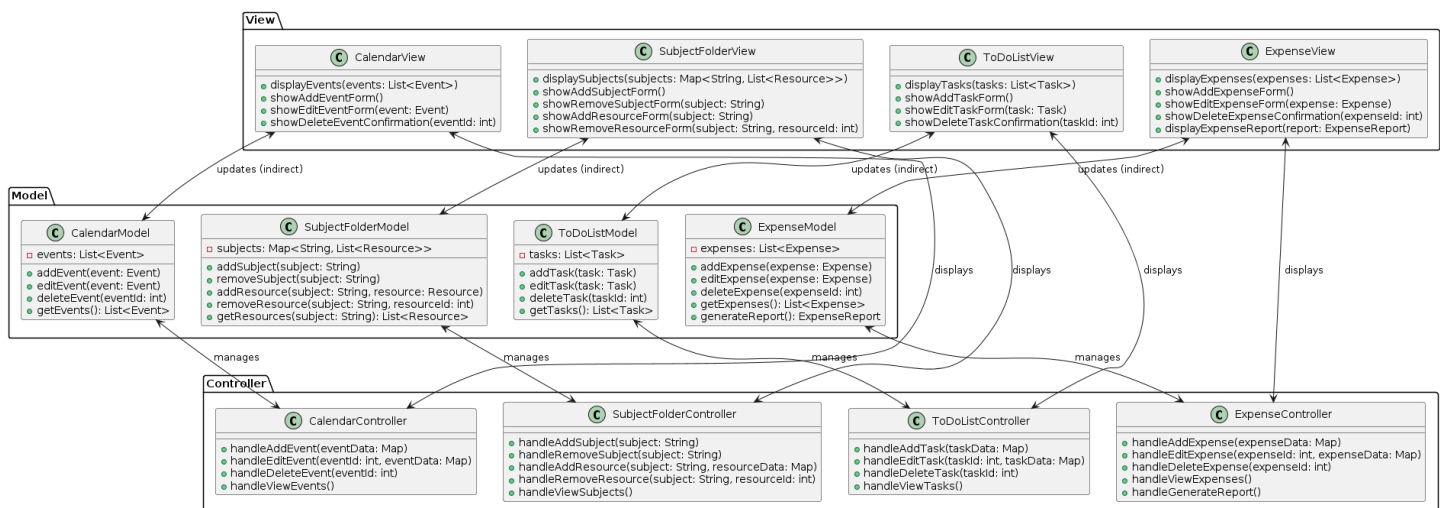 View
C CalendarView
displayEvents(events: List<Event>)
showAddEventForm()
showEditEventForm(event: Event)
showDeleteEventConfirmation(eventId: int)
C SubjectFolderView
displaySubjects(subjects: Map<String, List<Resource>>)
showAddSubjectForm()
showRemoveSubjectForm(subject: String)
showAddResourceForm(subject: String)
showRemoveResourceForm(subject: String, resourceId: int)
C ToDoListView
displayTasks(tasks: List<Task>)
showAddTaskForm()
showEditTaskForm(task: Task)
showDeleteTaskConfirmation(taskId: int)
C ExpenseView
displayExpenses(expenses: List<Expense>)
showAddExpenseForm()
showEditExpenseForm(expense: Expense)
showDeleteExpenseConfirmation(expenseId: int)
displayExpenseReport(report: ExpenseReport)
updates (indirect)
updates (indirect)
updates (indirect)
updates (indirect)
Model
C CalendarModel
events: List<Event>
addEvent(event: Event)
editEvent(event: Event)
deleteEvent(eventId: int)
getEvents(): List<Event>
C SubjectFolderModel
subjects: Map<String, List<Resource>>
addSubject(subject: String)
removeSubject(subject: String)
addResource(subject: String, resource: Resource)
removeResource(subject: String, resourceId: int)
getResources(subject: String): List<Resource>
C ToDoListModel
tasks: List<Task>
addTask(task: Task)
editTask(task: Task)
deleteTask(taskId: int)
getTasks(): List<Task>
C ExpenseModel
expenses: List<Expense>
addExpense(expense: Expense)
editExpense(expense: Expense)
deleteExpense(expenseId: int)
getExpenses(): List<Expense>
generateReport(): ExpenseReport
displays
displays
displays
displays
manages
manages
manages
manages
Controller
C CalendarController
handleAddEvent(eventData: Map)
handleEditEvent(eventId: int, eventData: Map)
handleDeleteEvent(eventId: int)
handleViewEvents()
C SubjectFolderController
handleAddSubject(subject: String)
handleRemoveSubject(subject: String)
handleAddResource(subject: String, resourceData: Map)
handleRemoveResource(subject: String, resourceId: int)
handleViewSubjects()
C ToDoListController
handleAddTask(taskData: Map)
handleEditTask(taskId: int, taskData: Map)
handleDeleteTask(taskId: int)
handleViewTasks()
C ExpenseController
handleAddExpense(expenseData: Map)
handleEditExpense(expenseId: int, expenseData: Map)
handleDeleteExpense(expenseId: int)
handleViewExpenses()
handleGenerateReport()